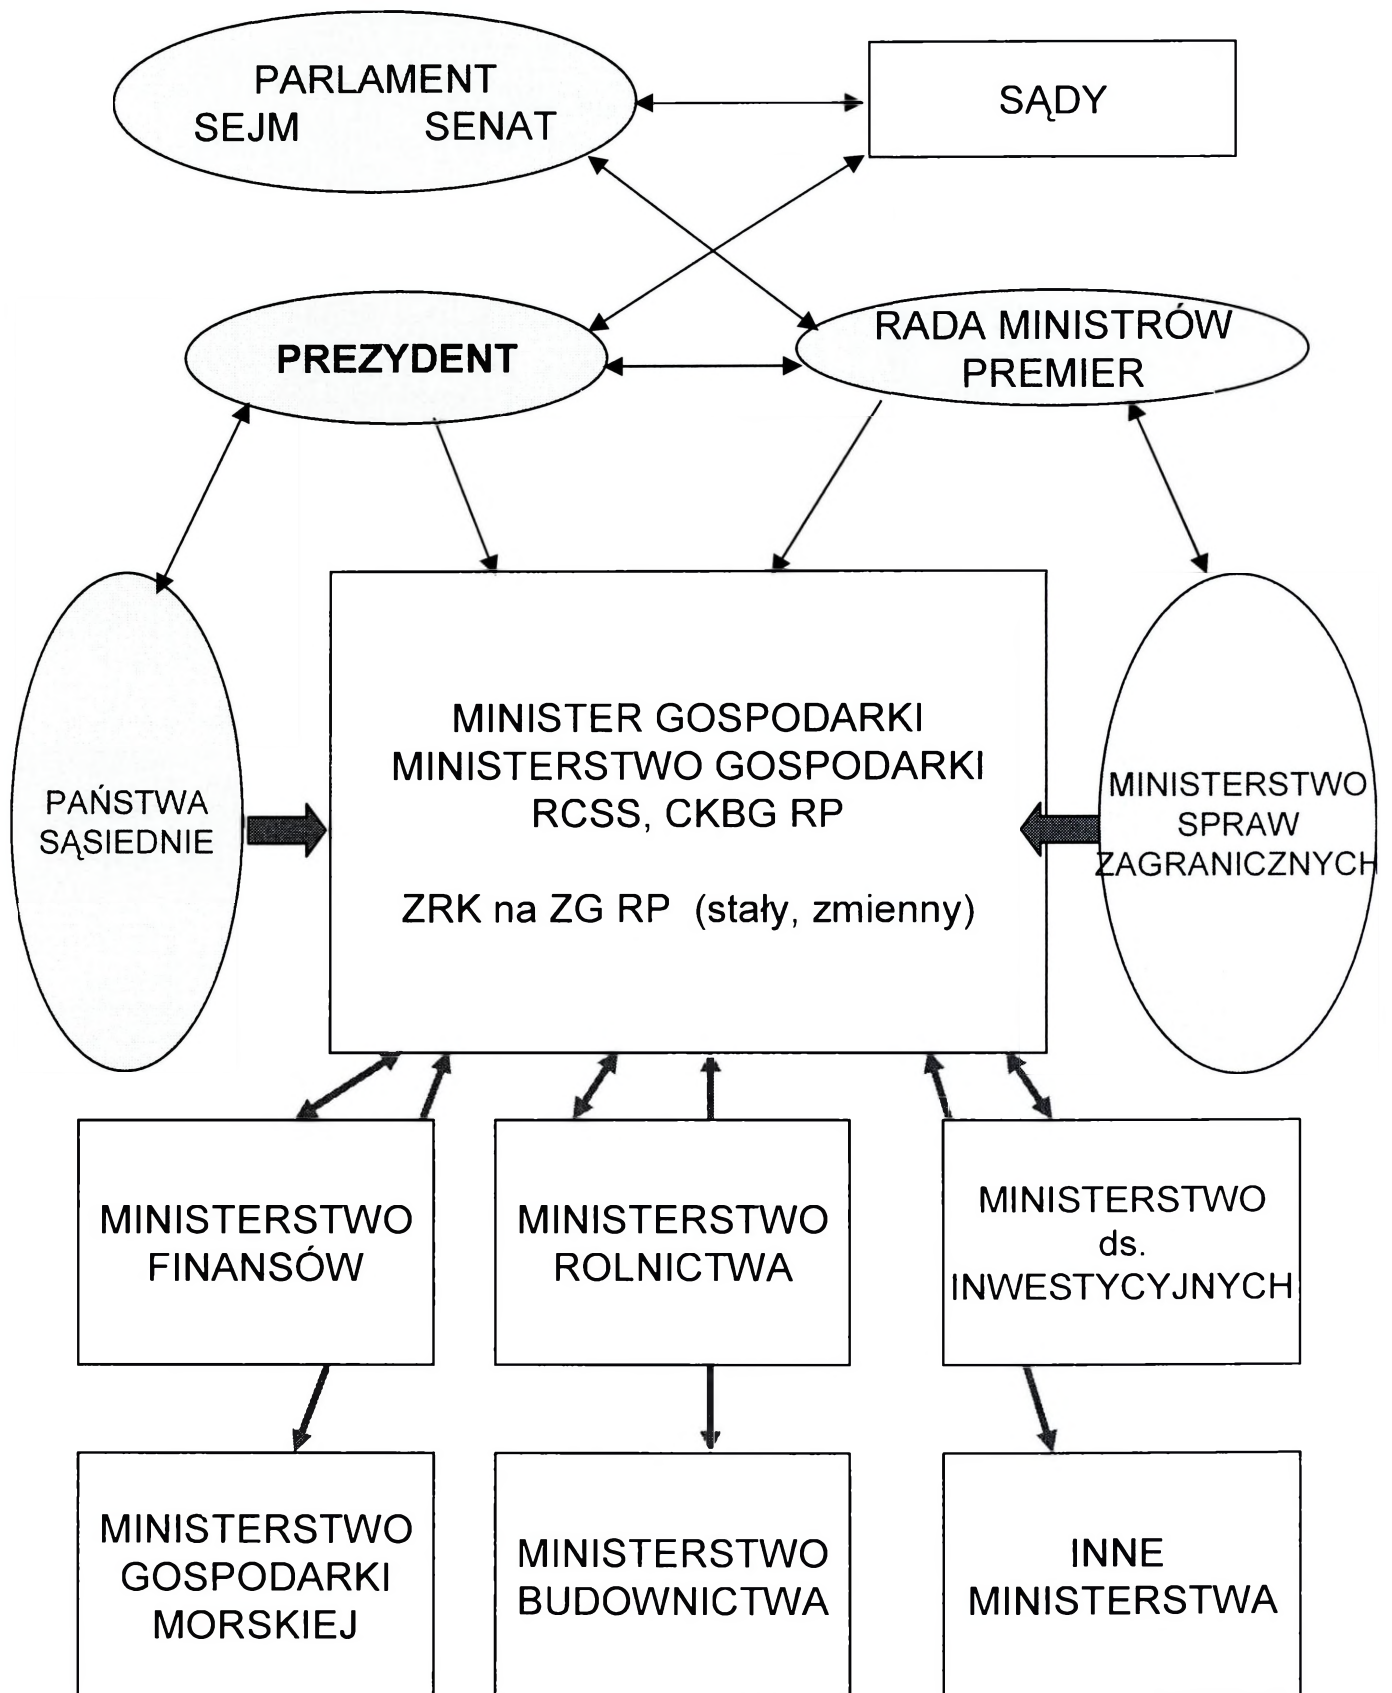 PARLAMENT
SEJM SENAT
SĄDY
PREZYDENT
RADA MINISTRÓW
PREMIER
MINISTER GOSPODARKI
MINISTERSTWO GOSPODARKI
RCSS, CKBG RP
ZRK na ZG RP (stały, zmienny)
PAŃSTWA
SĄSIEDNIE
MINISTERSTWO
SPRAW
ZAGRANICZNYCH
MINISTERSTWO
FINANSÓW
MINISTERSTWO
ROLNICTWA
MINISTERSTWO
ds.
INWESTYCYJNYCH
MINISTERSTWO
GOSPODARKI
MORSKIEJ
MINISTERSTWO
BUDOWNICTWA
INNE
MINISTERSTWA